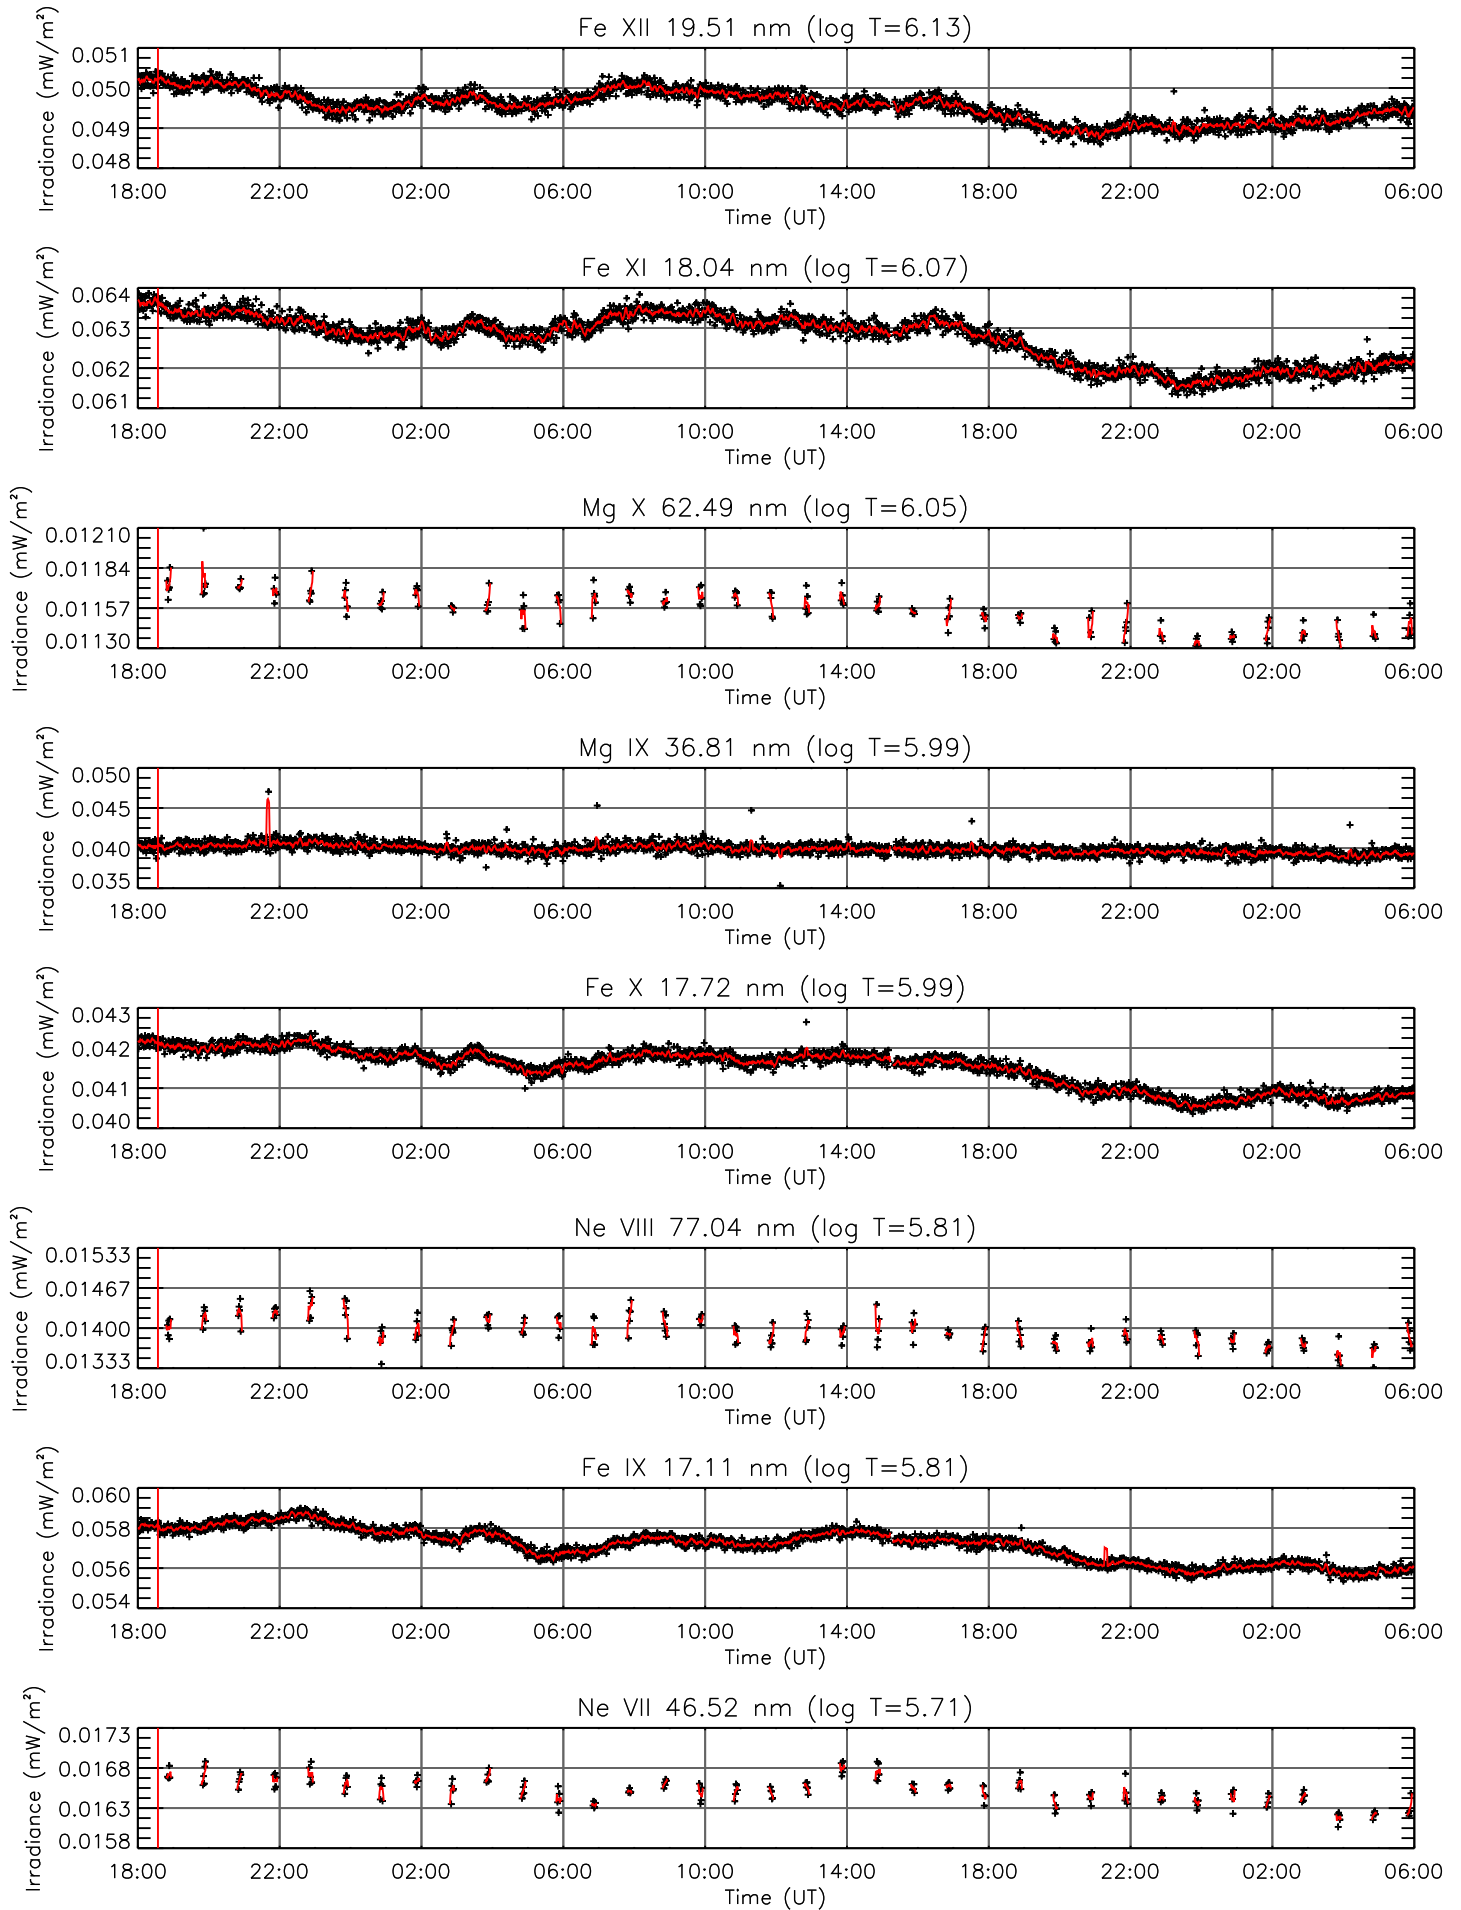 Fe XII 19.51 nm (log T=6.13)
Irradiance (mW/m²)
0.051
0.050
0.049
0.048
18:00 22:00 02:00 06:00 10:00 14:00 18:00 22:00 02:00 06:00
Time (UT)
Fe XI 18.04 nm (log T=6.07)
Irradiance (mW/m²)
0.064
0.063
0.062
0.061
18:00 22:00 02:00 06:00 10:00 14:00 18:00 22:00 02:00 06:00
Time (UT)
Mg X 62.49 nm (log T=6.05)
Irradiance (mW/m²)
0.01210
0.01184
0.01157
0.01130
18:00 22:00 02:00 06:00 10:00 14:00 18:00 22:00 02:00 06:00
Time (UT)
Mg IX 36.81 nm (log T=5.99)
Irradiance (mW/m²)
0.050
0.045
0.040
0.035
18:00 22:00 02:00 06:00 10:00 14:00 18:00 22:00 02:00 06:00
Time (UT)
Fe X 17.72 nm (log T=5.99)
Irradiance (mW/m²)
0.043
0.042
0.041
0.040
18:00 22:00 02:00 06:00 10:00 14:00 18:00 22:00 02:00 06:00
Time (UT)
Ne VIII 77.04 nm (log T=5.81)
Irradiance (mW/m²)
0.01533
0.01467
0.01400
0.01333
18:00 22:00 02:00 06:00 10:00 14:00 18:00 22:00 02:00 06:00
Time (UT)
Fe IX 17.11 nm (log T=5.81)
Irradiance (mW/m²)
0.060
0.058
0.056
0.054
18:00 22:00 02:00 06:00 10:00 14:00 18:00 22:00 02:00 06:00
Time (UT)
Ne VII 46.52 nm (log T=5.71)
Irradiance (mW/m²)
0.0173
0.0168
0.0163
0.0158
18:00 22:00 02:00 06:00 10:00 14:00 18:00 22:00 02:00 06:00
Time (UT)